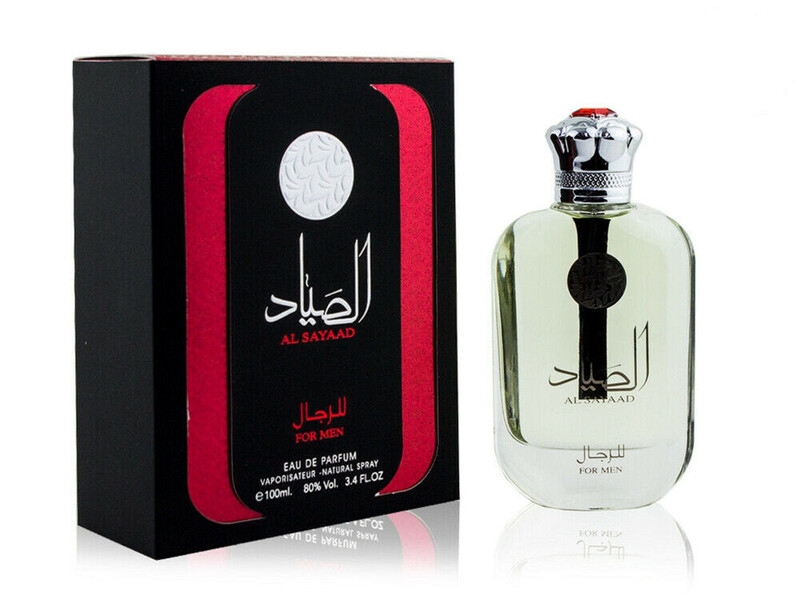 الصياد
AL SAYAAD
للرجال
FOR MEN
EAU DE PARFUM
VAPORISATEUR - NATURAL SPRAY
e 100ml. 80% Vol. 3.4 FL.OZ
الصياد
AL SAYAAD
للرجال
FOR MEN